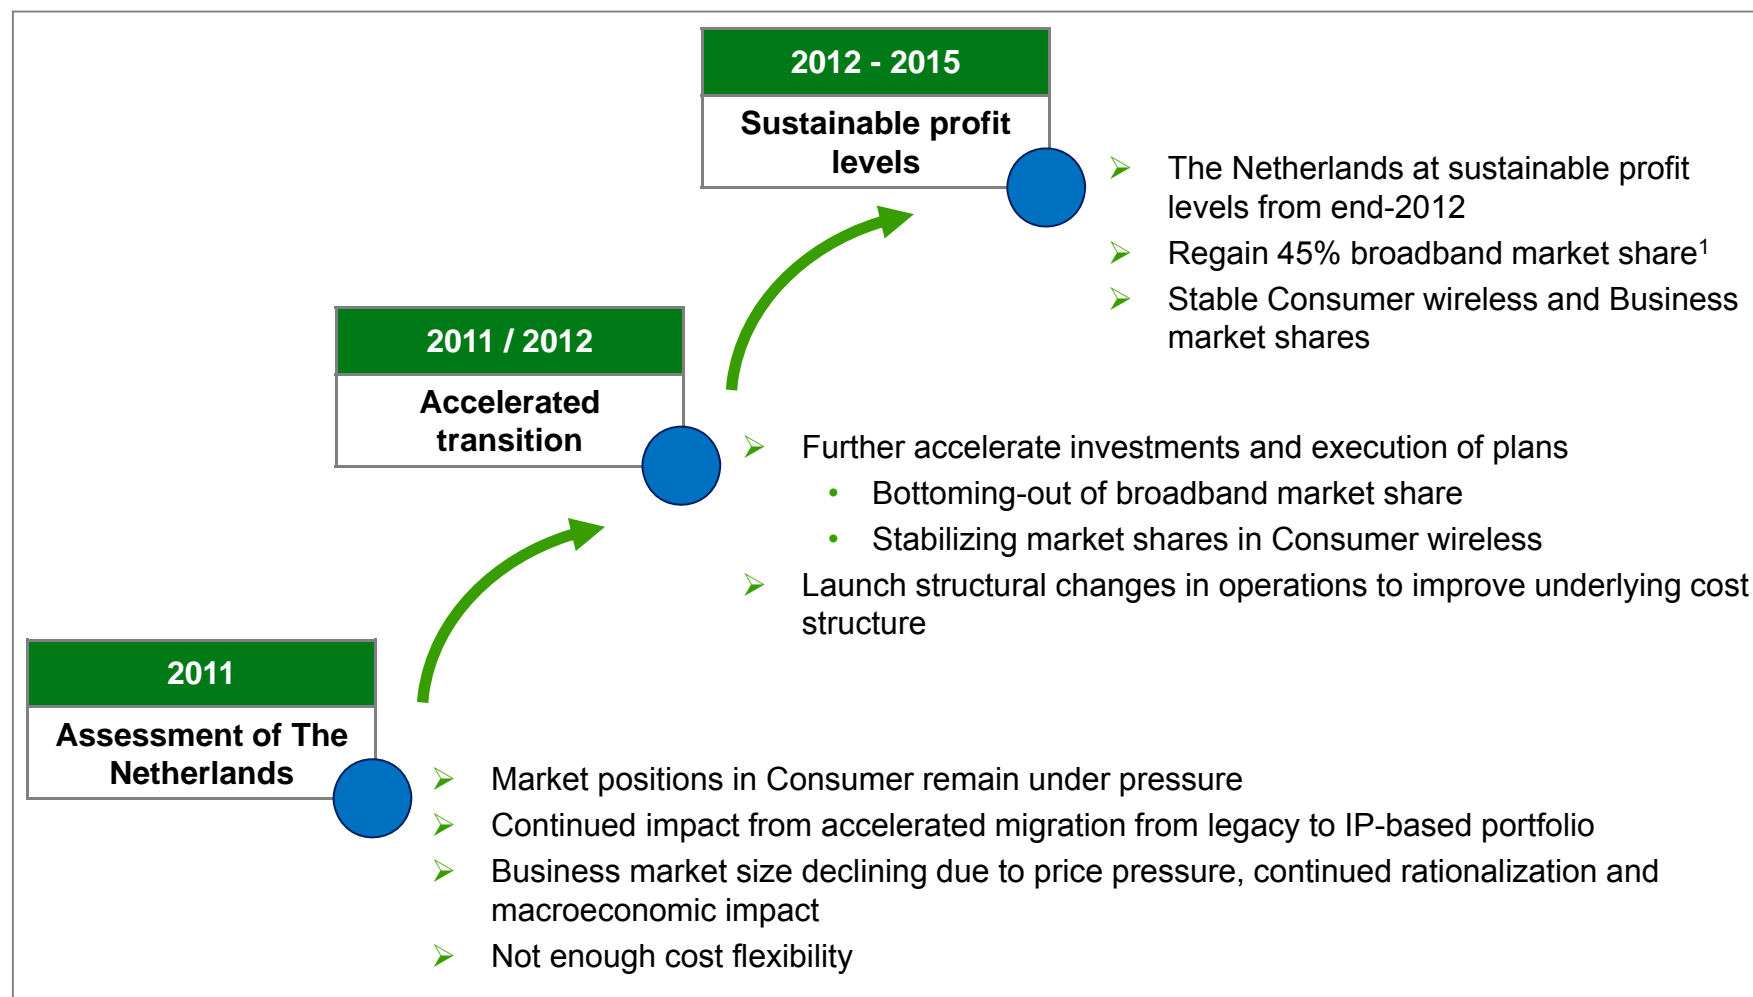 2012 - 2015
Sustainable profit
levels
➢ The Netherlands at sustainable profit
levels from end-2012
➢ Regain 45% broadband market share¹
➢ Stable Consumer wireless and Business
market shares
2011 / 2012
Accelerated
transition
➢ Further accelerate investments and execution of plans
• Bottoming-out of broadband market share
• Stabilizing market shares in Consumer wireless
➢ Launch structural changes in operations to improve underlying cost
structure
2011
Assessment of The
Netherlands
➢ Market positions in Consumer remain under pressure
➢ Continued impact from accelerated migration from legacy to IP-based portfolio
➢ Business market size declining due to price pressure, continued rationalization and
macroeconomic impact
➢ Not enough cost flexibility